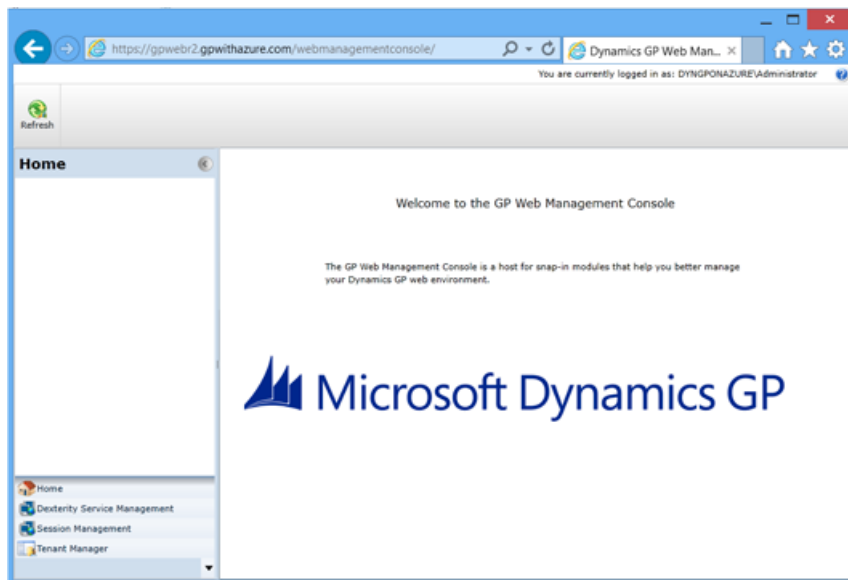 https://gpwebr2.gpwithazure.com/webmanagementconsole/
Dynamics GP Web Man...
You are currently logged in as: DYNGPONAZURE\Administrator
Refresh
Home
Welcome to the GP Web Management Console
The GP Web Management Console is a host for snap-in modules that help you better manage
your Dynamics GP web environment.
Microsoft Dynamics GP
Home
Dexterity Service Management
Session Management
Tenant Manager